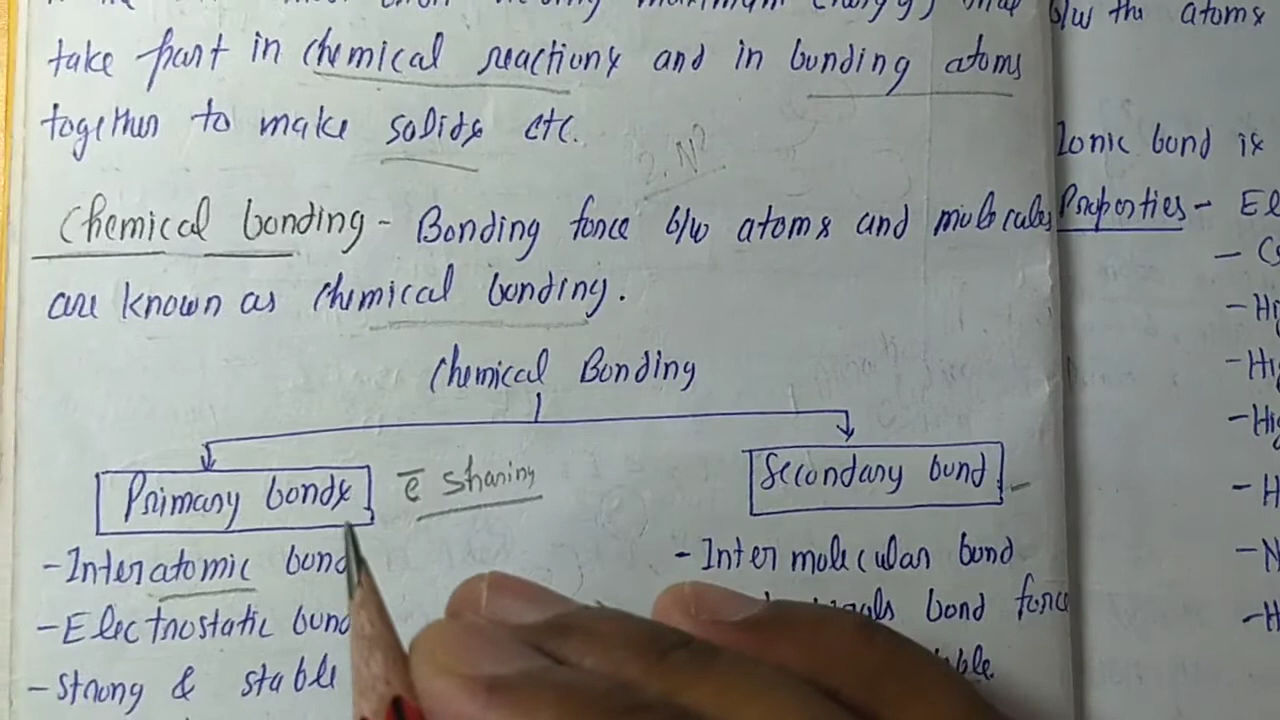 take part in chemical reactions and in bonding atoms
together to make solids etc.
Chemical bonding - Bonding force b/w atoms and molecules
are known as chemical bonding.
Chemical Bonding
Primary bonds
e̅ sharing
Secondary bond
- Interatomic bond
- Electrostatic bond
- Strong & stable
- Intermolecular bond
bond force
b/w the atoms
Ionic bond is
Properties -